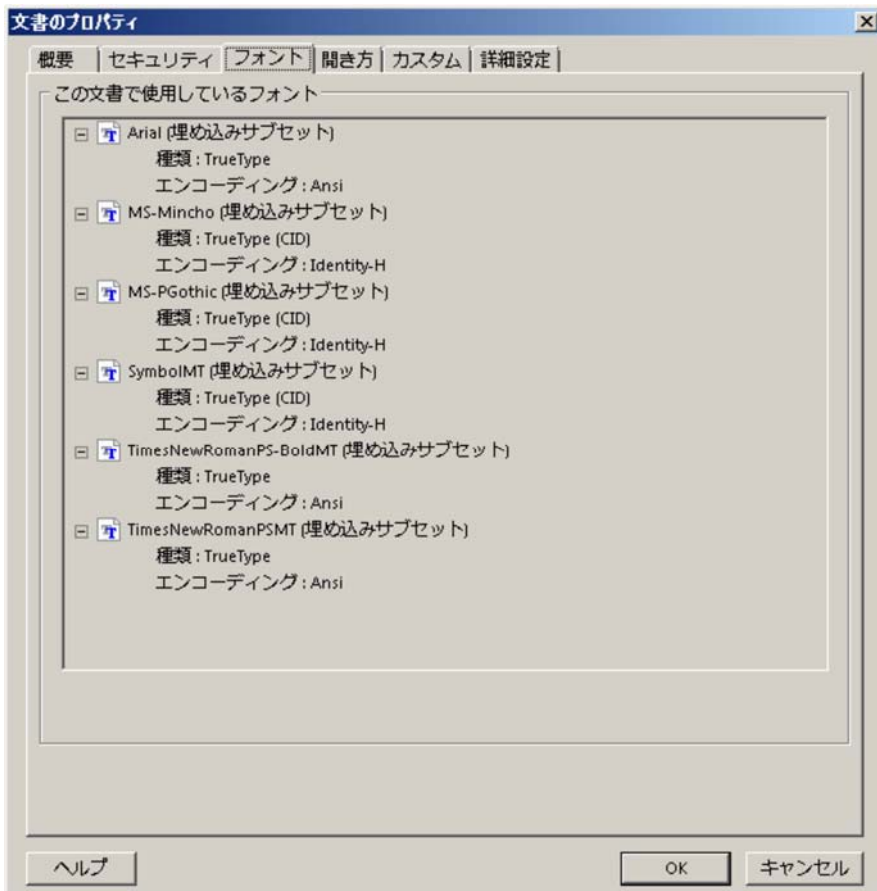 文書のプロパティ
概要 セキュリティ フォント 開き方 カスタム 詳細設定
この文書で使用しているフォント
Arial (埋め込みサブセット)
種類 : TrueType
エンコーディング : Ansi
MS-Mincho (埋め込みサブセット)
種類 : TrueType (CID)
エンコーディング : Identity-H
MS-PGothic (埋め込みサブセット)
種類 : TrueType (CID)
エンコーディング : Identity-H
SymbolMT (埋め込みサブセット)
種類 : TrueType (CID)
エンコーディング : Identity-H
TimesNewRomanPS-BoldMT (埋め込みサブセット)
種類 : TrueType
エンコーディング : Ansi
TimesNewRomanPSMT (埋め込みサブセット)
種類 : TrueType
エンコーディング : Ansi
ヘルプ OK キャンセル